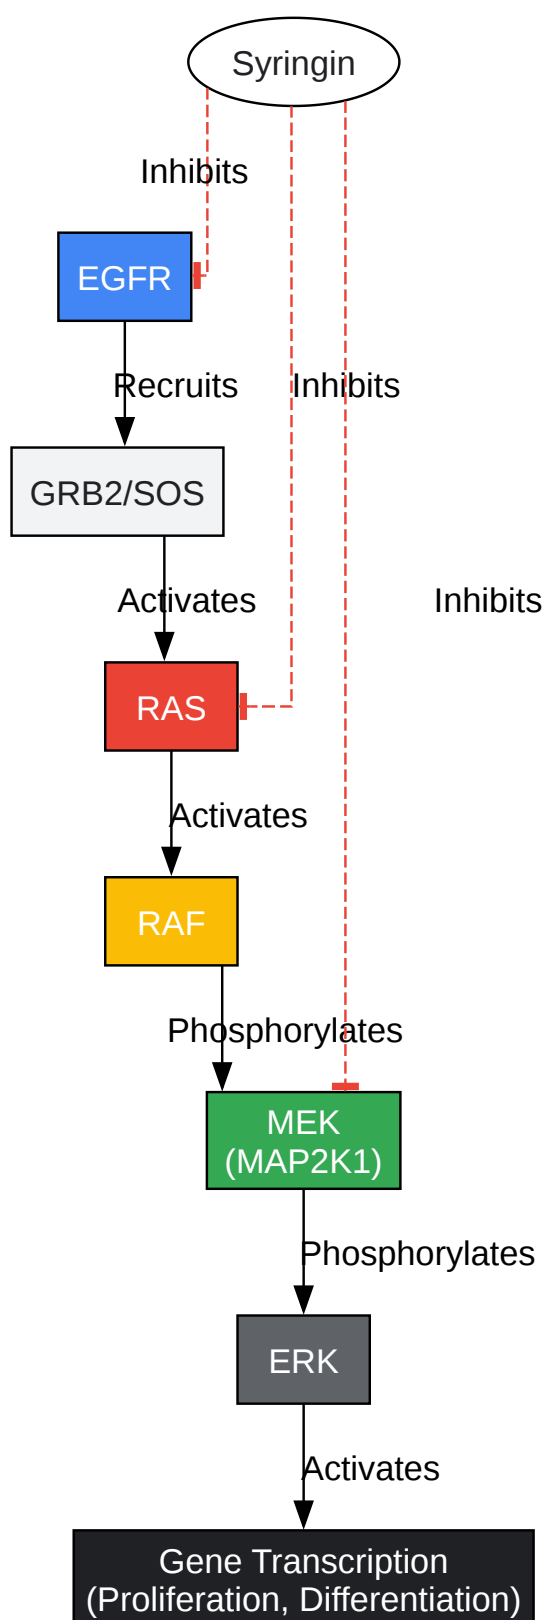 Syringin
Inhibits
EGFR
Recruits
Inhibits
GRB2/SOS
Activates
Inhibits
RAS
Activates
RAF
Phosphorylates
MEK
(MAP2K1)
Phosphorylates
ERK
Activates
Gene Transcription
(Proliferation, Differentiation)